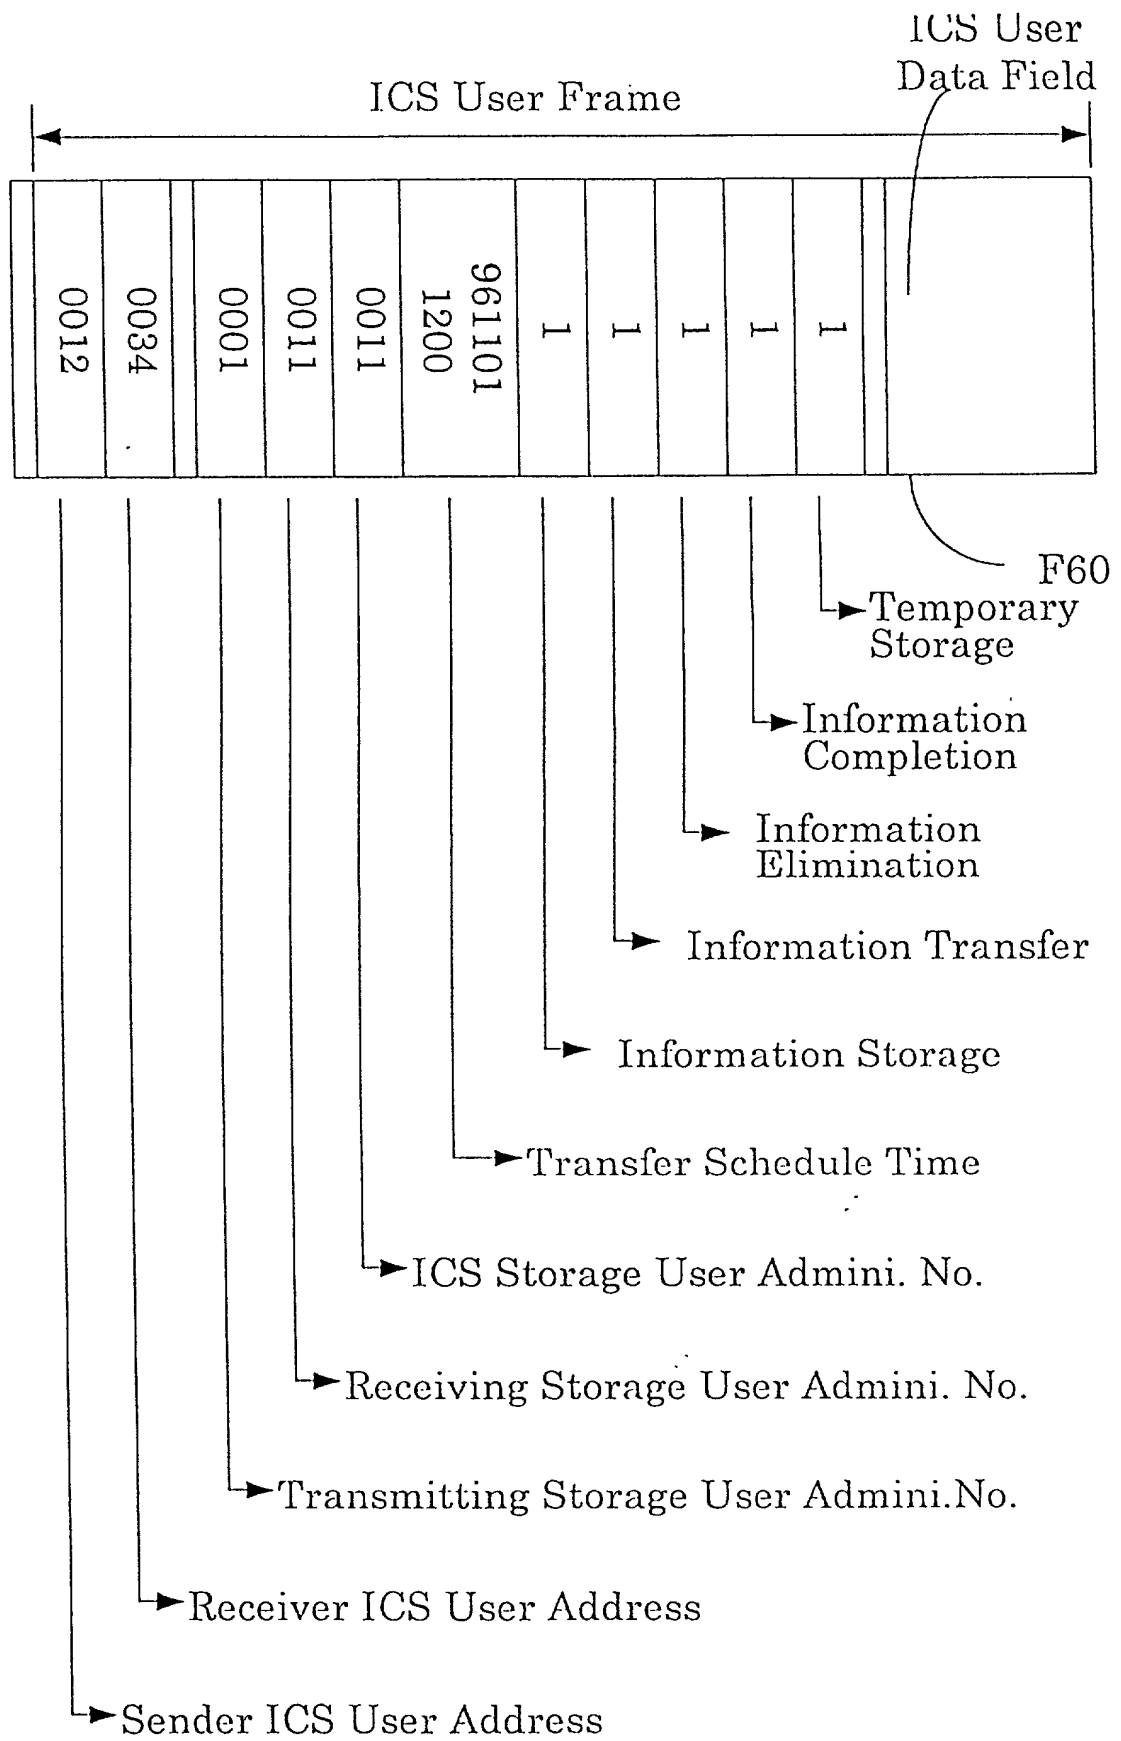 ICS User
Data Field
ICS User Frame
0012
0034
0001
0011
0011
961101
1200
1
1
1
1
1
F60
Temporary
Storage
Information
Completion
Information
Elimination
Information Transfer
Information Storage
Transfer Schedule Time
ICS Storage User Admini. No.
Receiving Storage User Admini. No.
Transmitting Storage User Admini.No.
Receiver ICS User Address
Sender ICS User Address